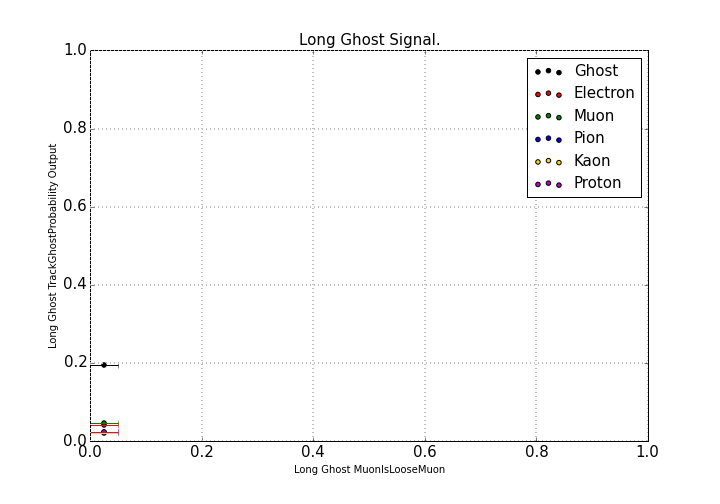 Long Ghost Signal.
1.0
0.8
0.6
0.4
0.2
0.0
Long Ghost TrackGhostProbability Output
Ghost
Electron
Muon
Pion
Kaon
Proton
0.0 0.2 0.4 0.6 0.8 1.0
Long Ghost MuonIsLooseMuon